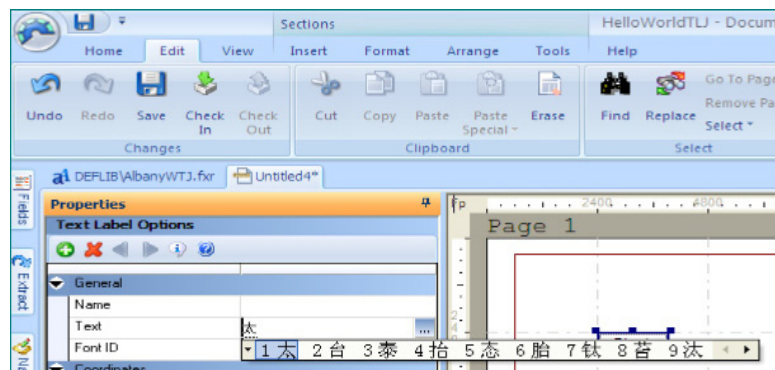 Sections
HelloWorldTLJ - Docum
Home Edit View Insert Format Arrange Tools Help
Undo Redo Save Check In Check Out Cut Copy Paste Paste Special Erase Find Replace Go To Page
Remove Pa
Select
Changes Clipboard Select
DEFLIB\AlbanyWTJ.fxr Untitled4*
Fields
Extract
Properties
Text Label Options
General
Name
Text 太 ...
Font ID
1太 2台 3泰 4抬 5态 6胎 7钛 8苔 9汰
Coordinates
Fp 2400 4800
Page 1